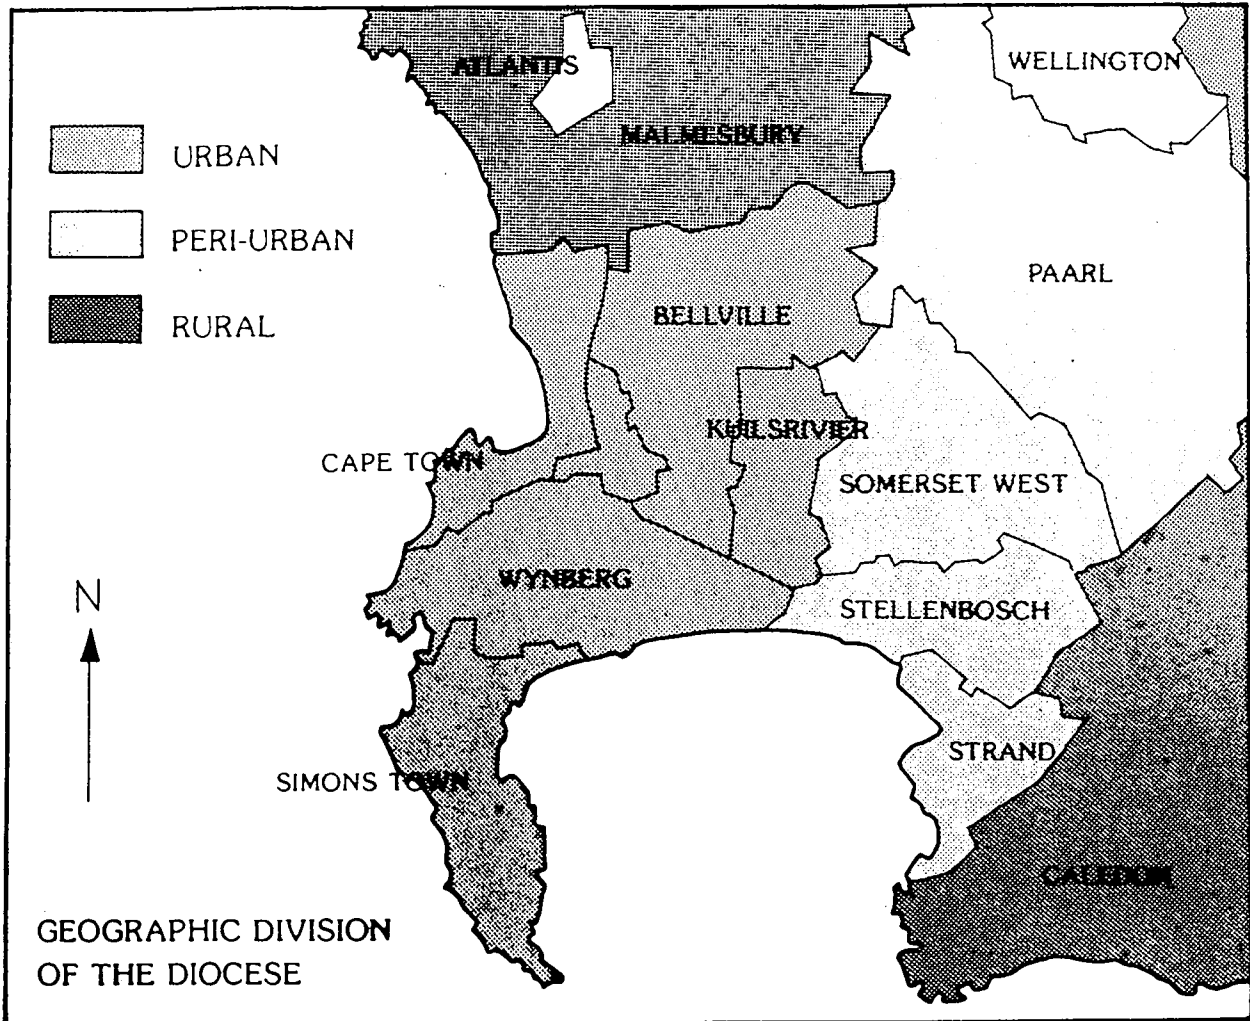 ATLANTIS
WELLINGTON
MALMESBURY
URBAN
PERI-URBAN
RURAL
PAARL
BELLVILLE
KUILSRIVIER
CAPE TOWN
SOMERSET WEST
N
WYNBERG
STELLENBOSCH
STRAND
SIMONS TOWN
CALEDON
GEOGRAPHIC DIVISION
OF THE DIOCESE